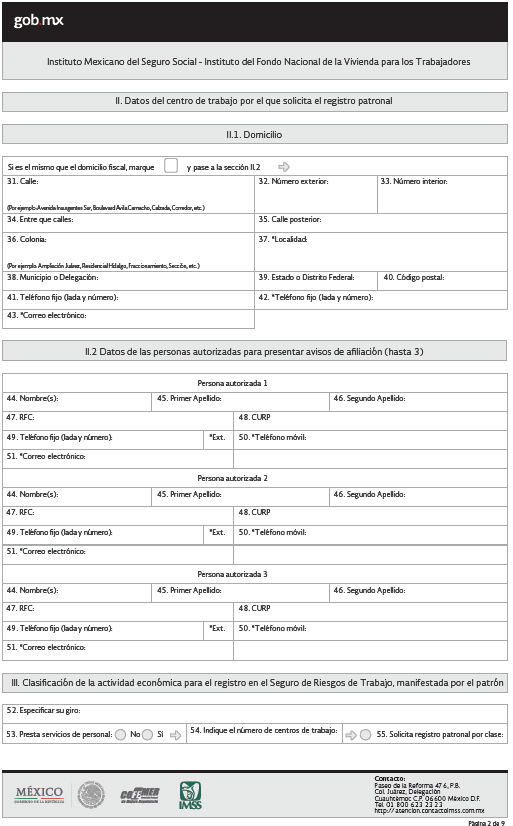 gob.mx
Instituto Mexicano del Seguro Social - Instituto del Fondo Nacional de la Vivienda para los Trabajadores
II. Datos del centro de trabajo por el que solicita el registro patronal
II.1. Domicilio
Si es el mismo que el domicilio fiscal, marque y pase a la sección II.2
31. Calle: 32. Número exterior: 33. Número interior:
(Por ejemplo Avenida Insurgentes Sur, Boulevard Avila Camacho, Calzada, Corredor, etc.)
34. Entre que calles: 35. Calle posterior:
36. Colonia: 37. *Localidad:
(Por ejemplo Ampliación Juárez, Residencial Hidalgo, Fraccionamiento, Sección, etc.)
38. Municipio o Delegación: 39. Estado o Distrito Federal: 40. Código postal:
41. Teléfono fijo (lada y número): 42. *Teléfono fijo (lada y número):
43. *Correo electrónico:
II.2 Datos de las personas autorizadas para presentar avisos de afiliación (hasta 3)
Persona autorizada 1
44. Nombre(s): 45. Primer Apellido: 46. Segundo Apellido:
47. RFC: 48. CURP
49. Teléfono fijo (lada y número): *Ext. 50. *Teléfono móvil:
51. *Correo electrónico:
Persona autorizada 2
44. Nombre(s): 45. Primer Apellido: 46. Segundo Apellido:
47. RFC: 48. CURP
49. Teléfono fijo (lada y número): *Ext. 50. *Teléfono móvil:
51. *Correo electrónico:
Persona autorizada 3
44. Nombre(s): 45. Primer Apellido: 46. Segundo Apellido:
47. RFC: 48. CURP
49. Teléfono fijo (lada y número): *Ext. 50. *Teléfono móvil:
51. *Correo electrónico:
III. Clasificación de la actividad económica para el registro en el Seguro de Riesgos de Trabajo, manifestada por el patrón
52. Especificar su giro:
53. Presta servicios de personal: No Si 54. Indique el número de centros de trabajo: 55. Solicita registro patronal por clase:
MÉXICO
GOBIERNO DE LA REPÚBLICA
COFEMER
IMSS
Contacto:
Paseo de la Reforma 476, P.B.
Col. Juárez, Delegación
Cuauhtémoc C.P. 06600 México D.F.
Tel. 01 800 623 23 23
http://atencion.contactoimss.com.mx
Página 2 de 9